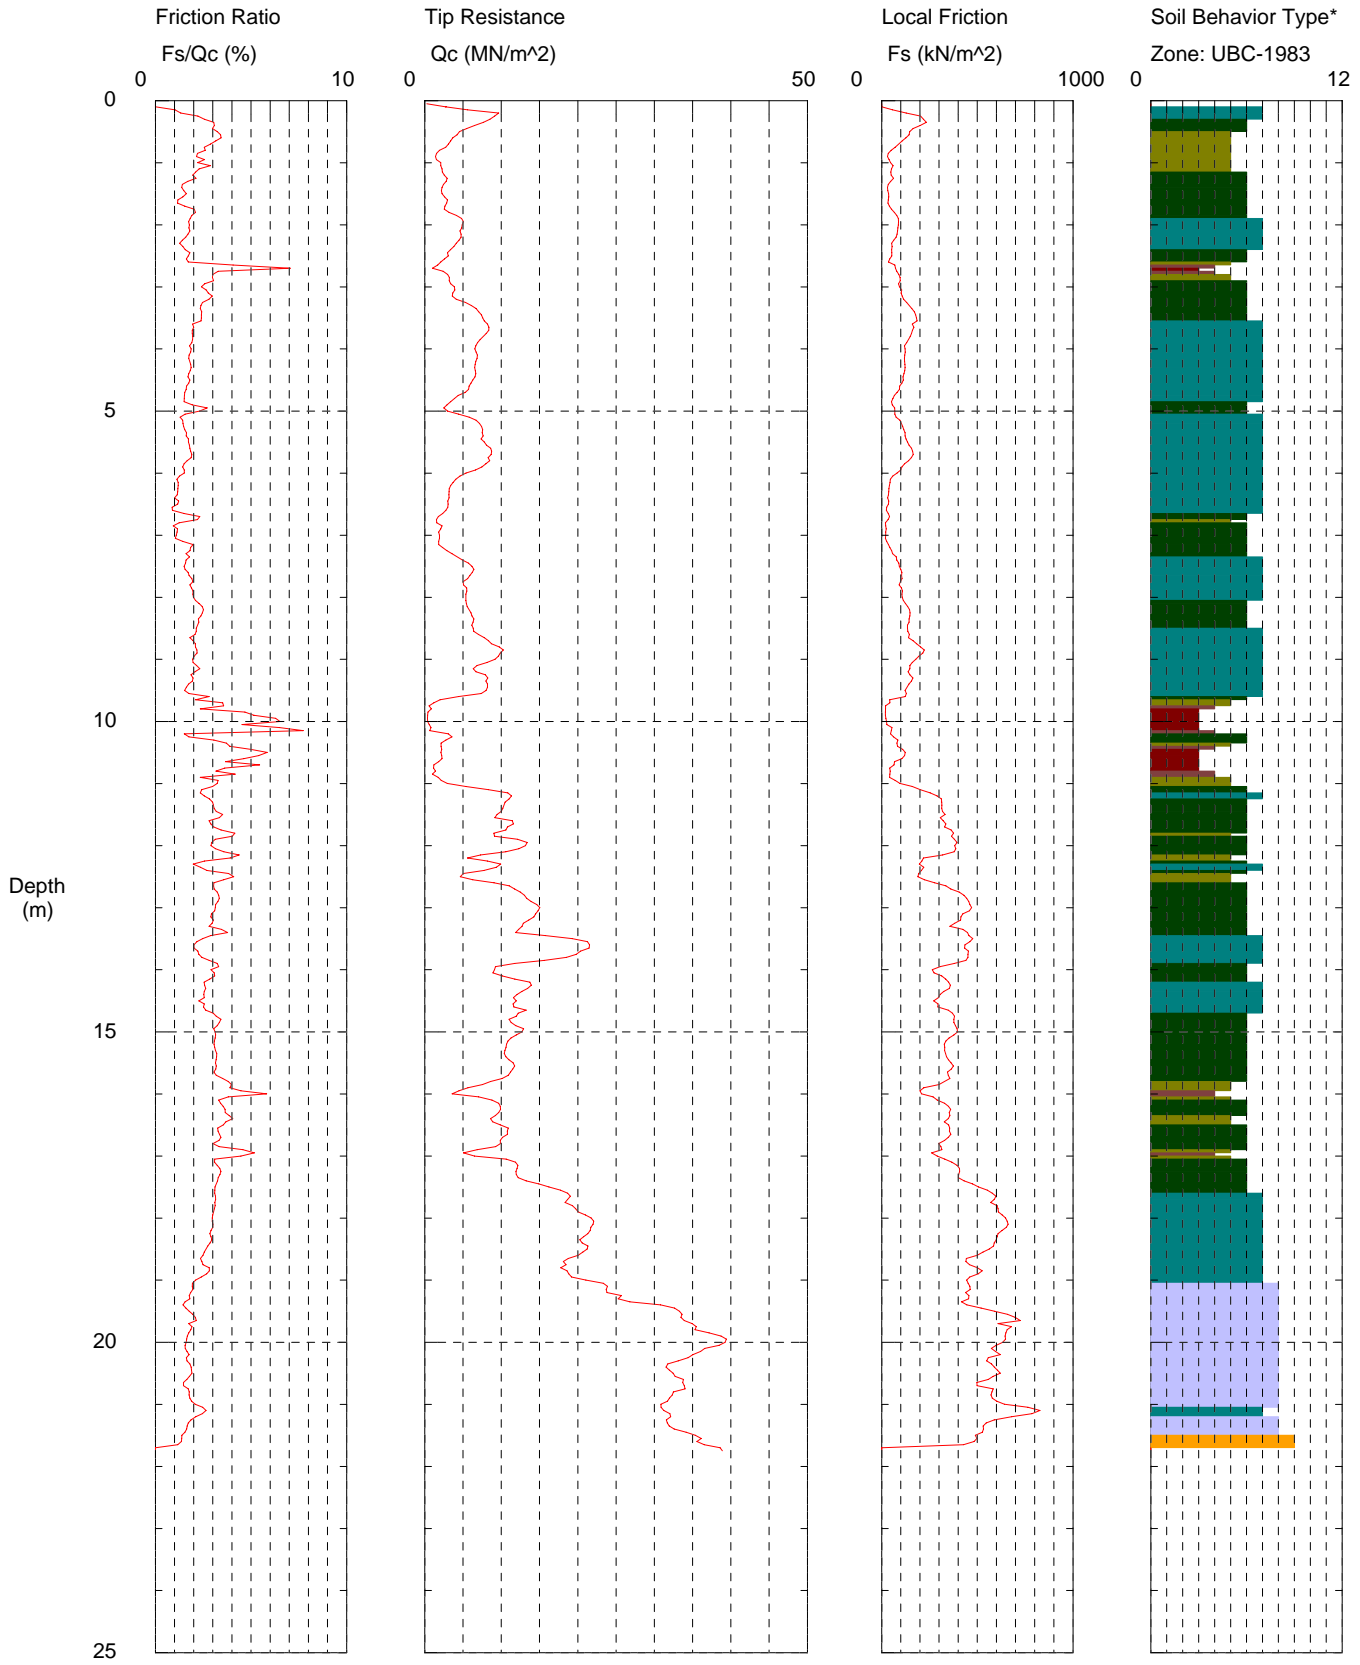 Friction Ratio
Tip Resistance
Local Friction
Soil Behavior Type*
Fs/Qc (%)
Qc (MN/m^2)
Fs (kN/m^2)
Zone: UBC-1983
0
10
0
50
0
1000
0
12
0
5
10
Depth
(m)
15
20
25